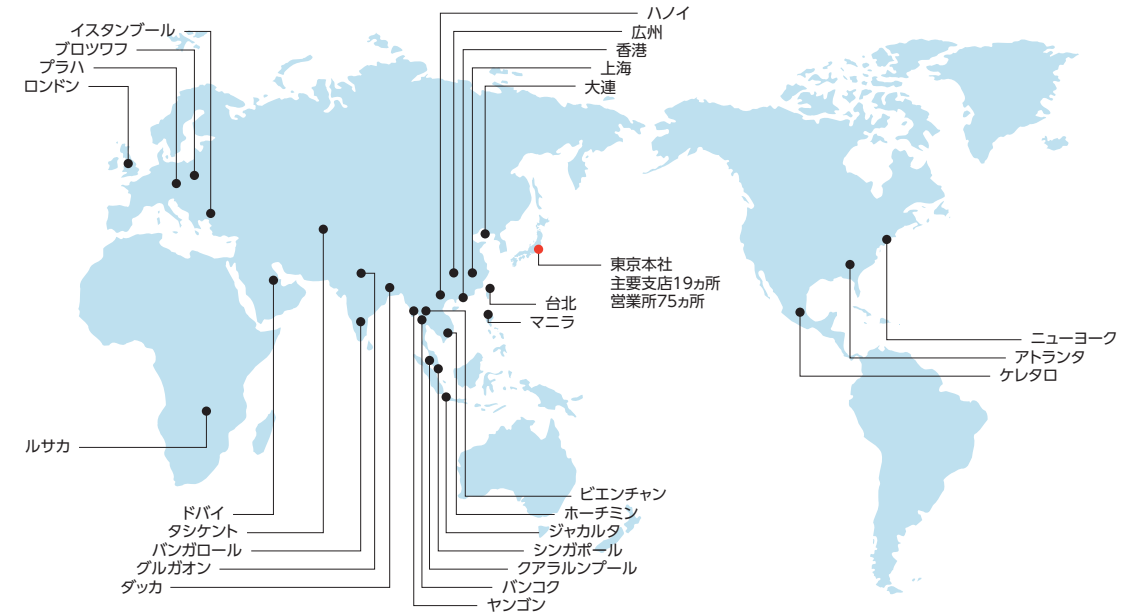 ハノイ
広州
香港
上海
大連
イスタンブール
ブロツワフ
プラハ
ロンドン
東京本社
主要支店19ヵ所
営業所75ヵ所
台北
マニラ
ニューヨーク
アトランタ
ケレタロ
ルサカ
ドバイ
タシケント
バンガロール
グルガオン
ダッカ
ビエンチャン
ホーチミン
ジャカルタ
シンガポール
クアラルンプール
バンコク
ヤンゴン